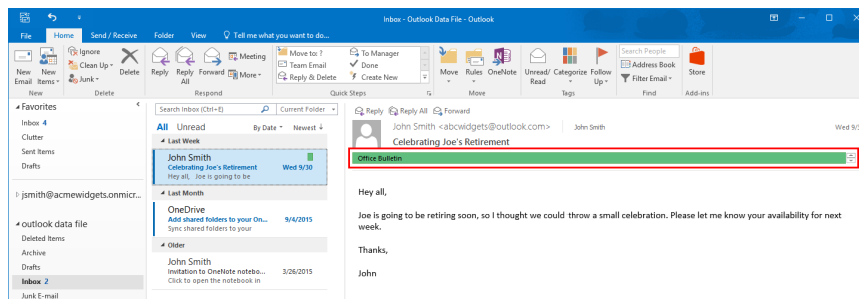 Inbox - Outlook Data File - Outlook
File Home Send / Receive Folder View Tell me what you want to do...
New Email
New Items
New
Ignore
Clean Up
Junk
Delete
Delete
Reply
Reply All
Forward
Meeting
More
Respond
Move to: ?
Team Email
Reply & Delete
To Manager
Done
Create New
Quick Steps
Move
Rules
OneNote
Move
Unread/ Read
Categorize
Follow Up
Tags
Search People
Address Book
Filter Email
Find
Store
Add-ins
Favorites
Inbox 4
Clutter
Sent Items
Drafts
jsmith@acmewidgets.onmicr...
outlook data file
Deleted Items
Archive
Drafts
Inbox 2
Junk E-mail
Search Inbox (Ctrl+E) Current Folder
All Unread By Date Newest ↓
Last Week
John Smith
Celebrating Joe's Retirement Wed 9/30
Hey all, Joe is going to be
Last Month
OneDrive
Add shared folders to your On... 9/4/2015
Sync shared folders to your
Older
John Smith
Invitation to OneNote notebo... 3/26/2015
Click to open the notebook in
Reply Reply All Forward
John Smith <abcwidgets@outlook.com> John Smith Wed
Celebrating Joe's Retirement
Office Bulletin
Hey all,
Joe is going to be retiring soon, so I thought we could throw a small celebration. Please let me know your availability for next
week.
Thanks,
John